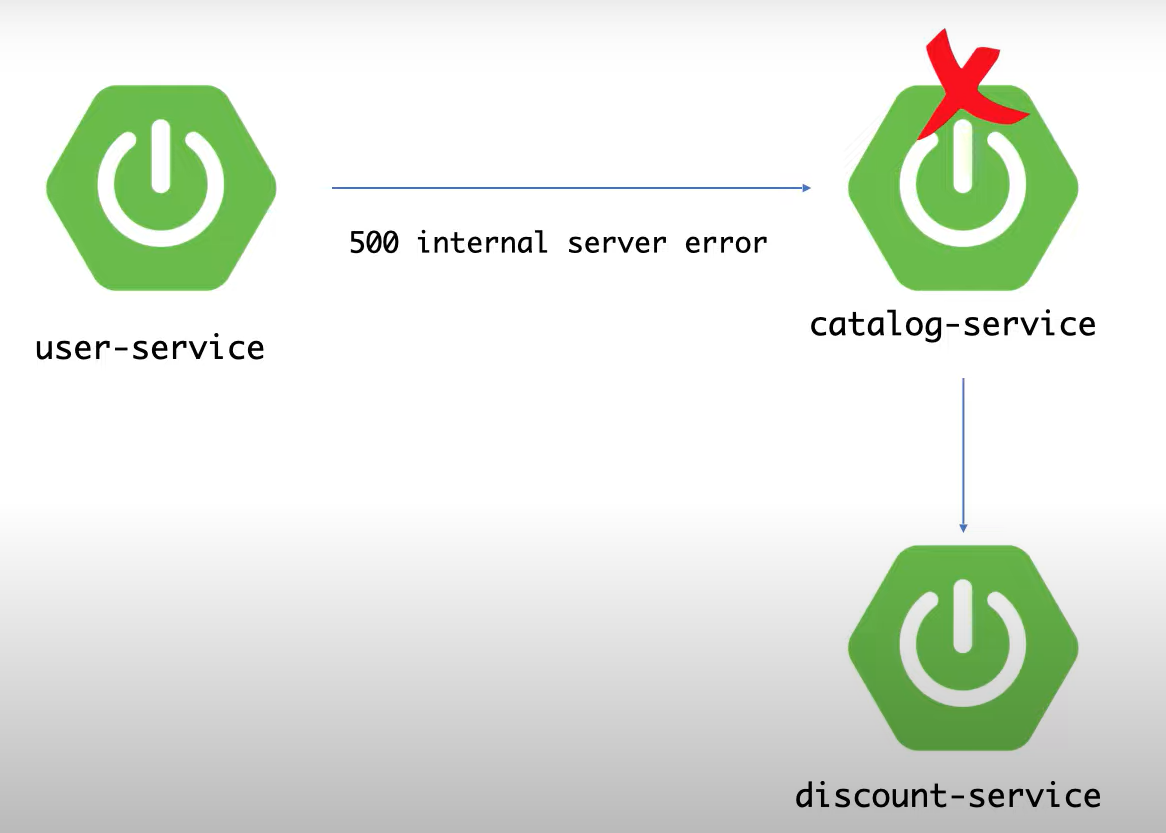 500 internal server error
catalog-service
user-service
discount-service